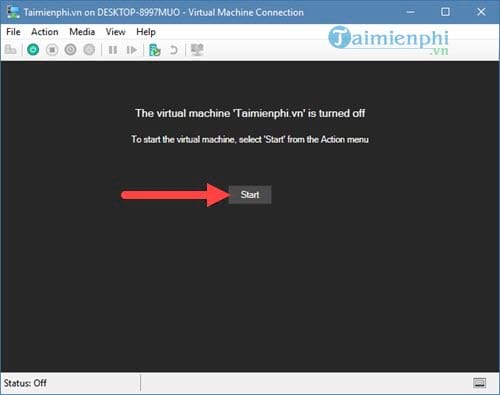 Taimienphi.vn on DESKTOP-8997MUO - Virtual Machine Connection
File Action Media View Help
Taimienphi
.vn
The virtual machine 'Taimienphi.vn' is turned off
To start the virtual machine, select 'Start' from the Action menu
Start
Status: Off